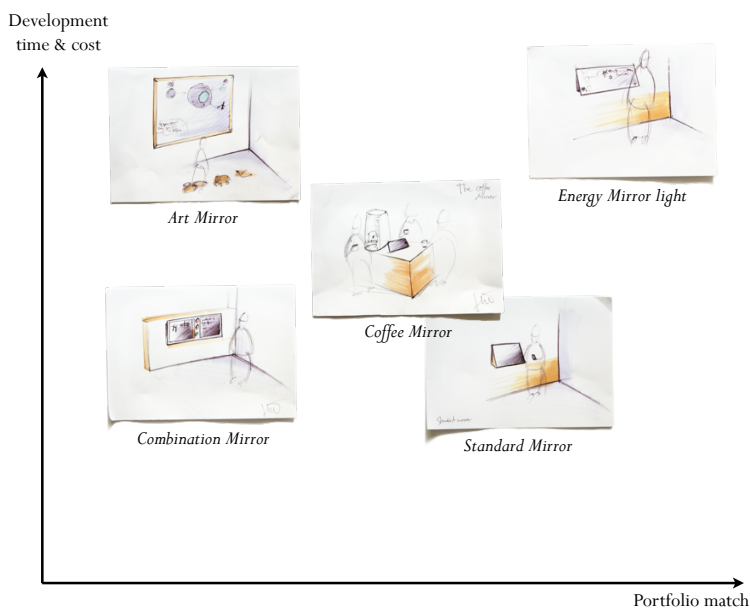 Development
time & cost
Art Mirror
Energy Mirror light
The coffee
Mirror
Coffee Mirror
Combination Mirror
Standard Mirror
Portfolio match